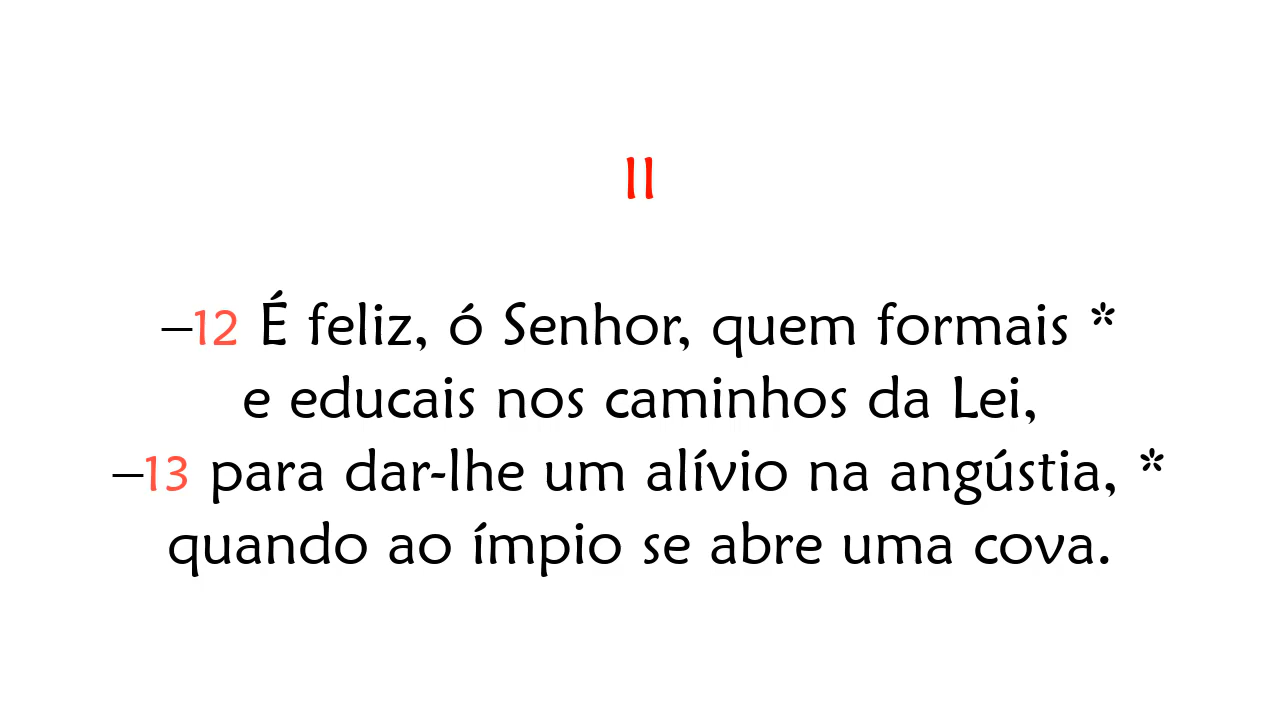 II
–12 É feliz, ó Senhor, quem formais *
e educais nos caminhos da Lei,
–13 para dar-lhe um alívio na angústia, *
quando ao ímpio se abre uma cova.